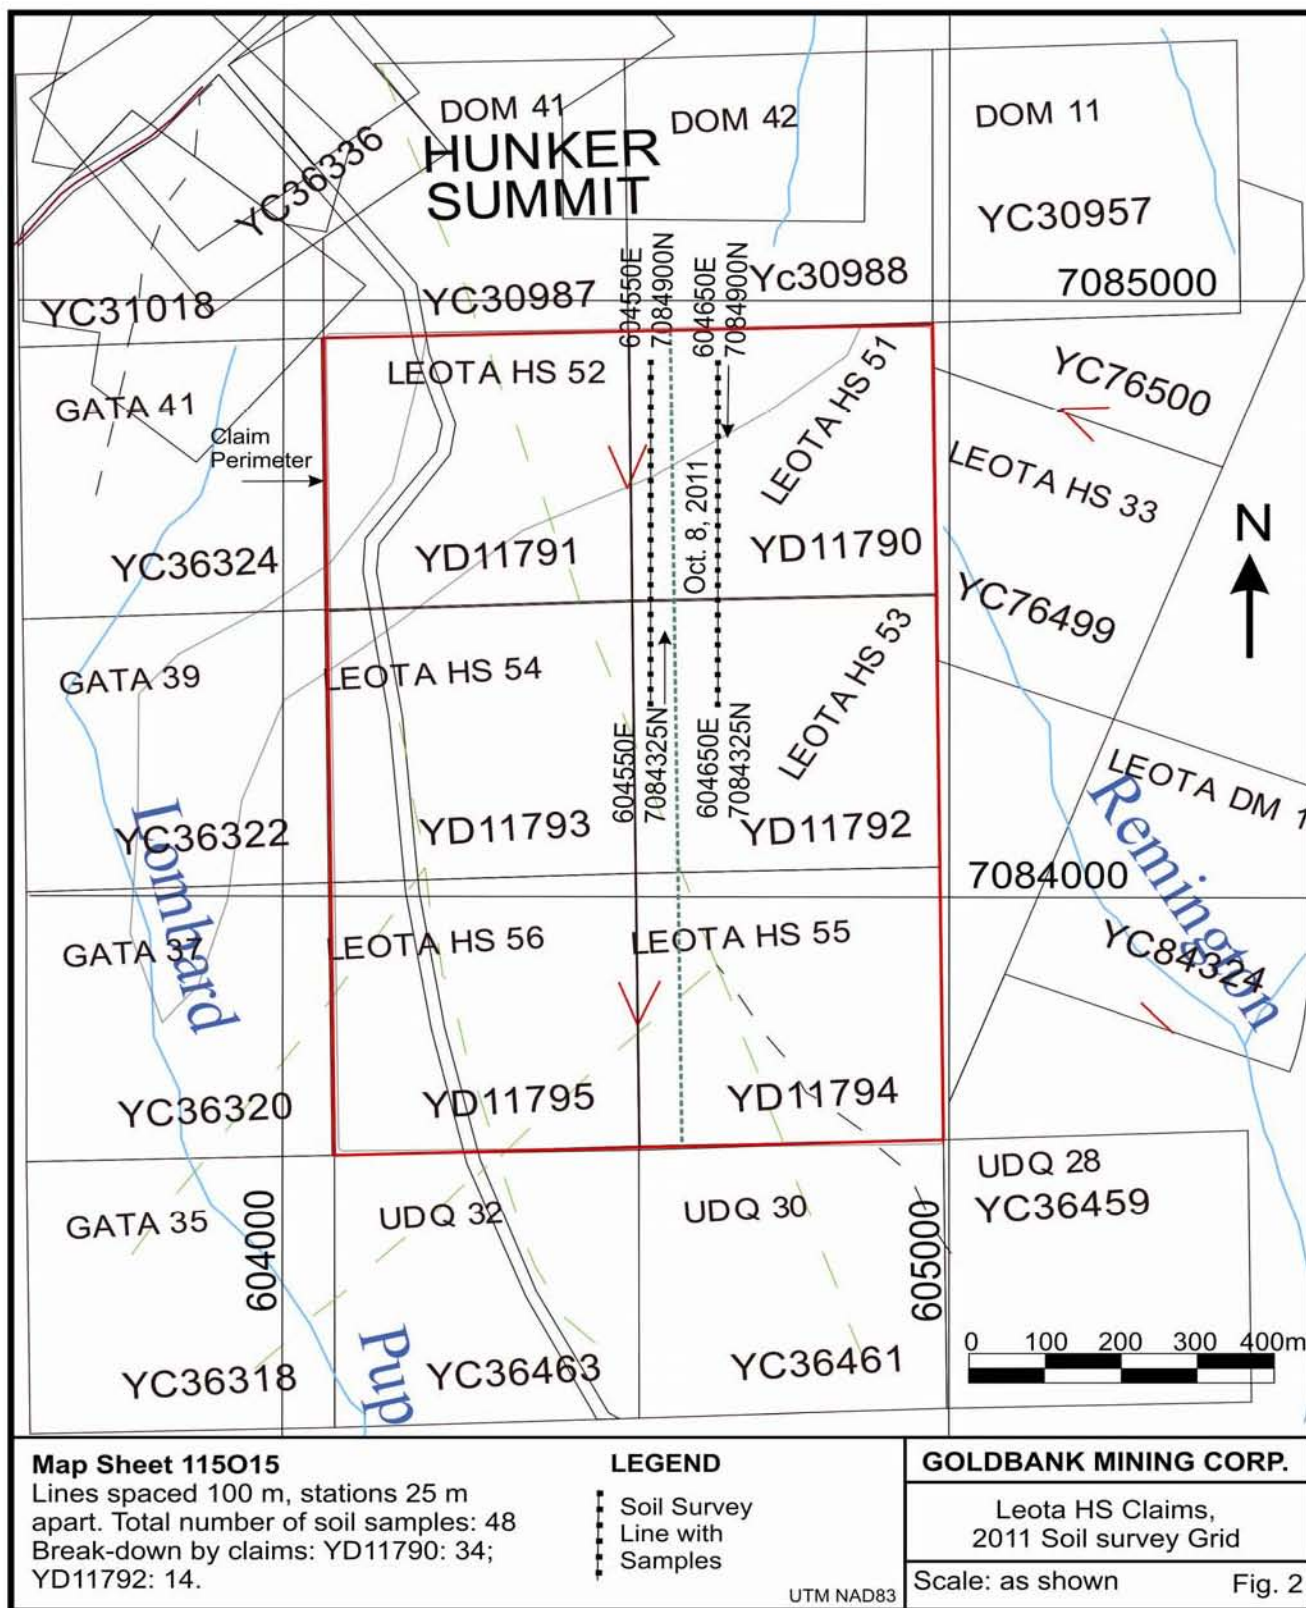 DOM 41
DOM 42
DOM 11
HUNKER
SUMMIT
YC36336
YC30957
YC31018
YC30987
Yc30988
7085000
604550E
7084900N
604650E
7084900N
LEOTA HS 52
LEOTA HS 51
YC76500
GATA 41
Claim
Perimeter
LEOTA HS 33
Oct. 8, 2011
N
YC36324
YD11791
YD11790
YC76499
GATA 39
LEOTA HS 54
LEOTA HS 53
604550E
7084325N
604650E
7084325N
LEOTA DM 1
Lombard
YC36322
YD11793
YD11792
Remington
7084000
GATA 37
LEOTA HS 56
LEOTA HS 55
YC84324
YC36320
YD11795
YD11794
UDQ 28
YC36459
GATA 35
604000
UDQ 32
UDQ 30
605000
Pup
0 100 200 300 400m
YC36318
YC36463
YC36461
Map Sheet 115O15
Lines spaced 100 m, stations 25 m
apart. Total number of soil samples: 48
Break-down by claims: YD11790: 34;
YD11792: 14.
LEGEND
Soil Survey
Line with
Samples
UTM NAD83
GOLDBANK MINING CORP.
Leota HS Claims,
2011 Soil survey Grid
Scale: as shown Fig. 2